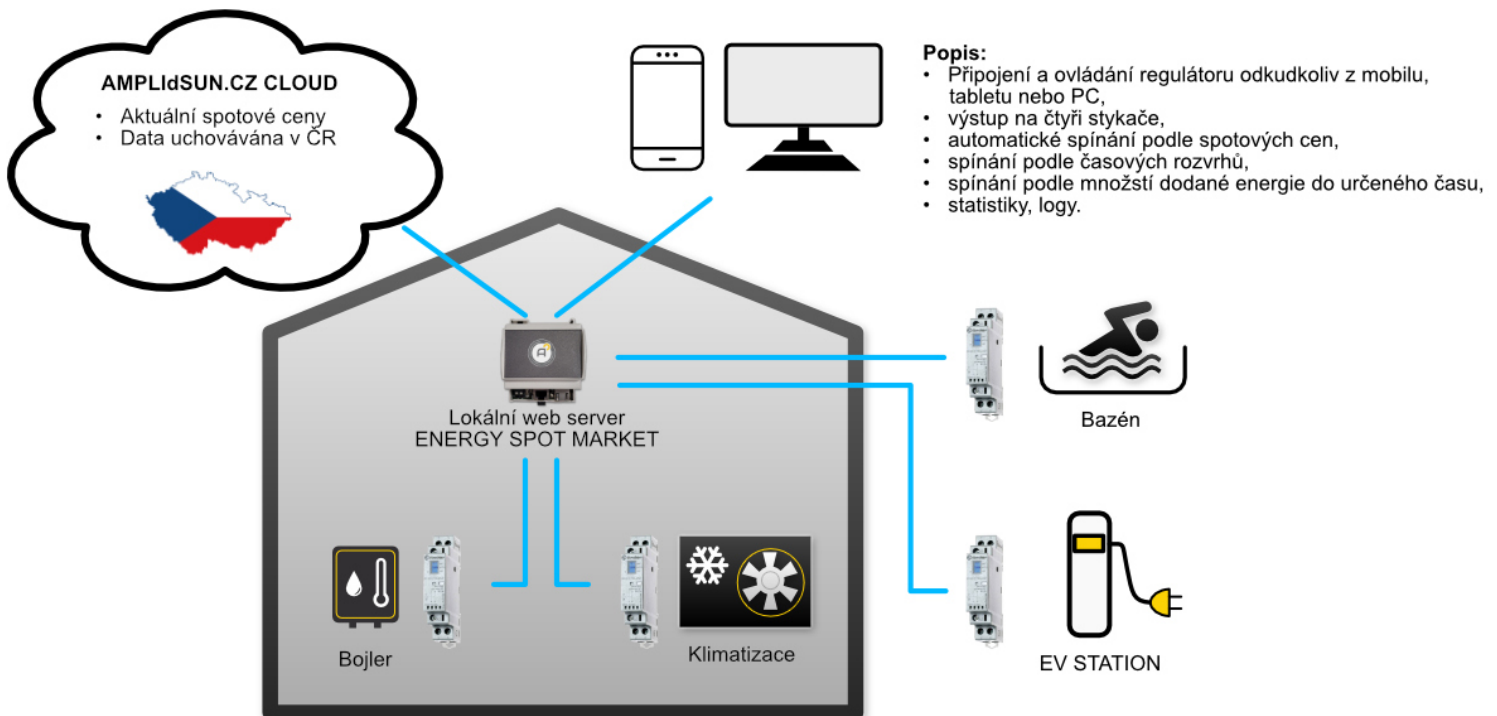 AMPLIdSUN.CZ CLOUD
• Aktuální spotové ceny
• Data uchovávána v ČR
Popis:
• Připojení a ovládání regulátoru odkudkoliv z mobilu,
tabletu nebo PC,
• výstup na čtyři stykače,
• automatické spínání podle spotových cen,
• spínání podle časových rozvrhů,
• spínání podle množstí dodané energie do určeného času,
• statistiky, logy.
Lokální web server
ENERGY SPOT MARKET
Bazén
Bojler
Klimatizace
EV STATION